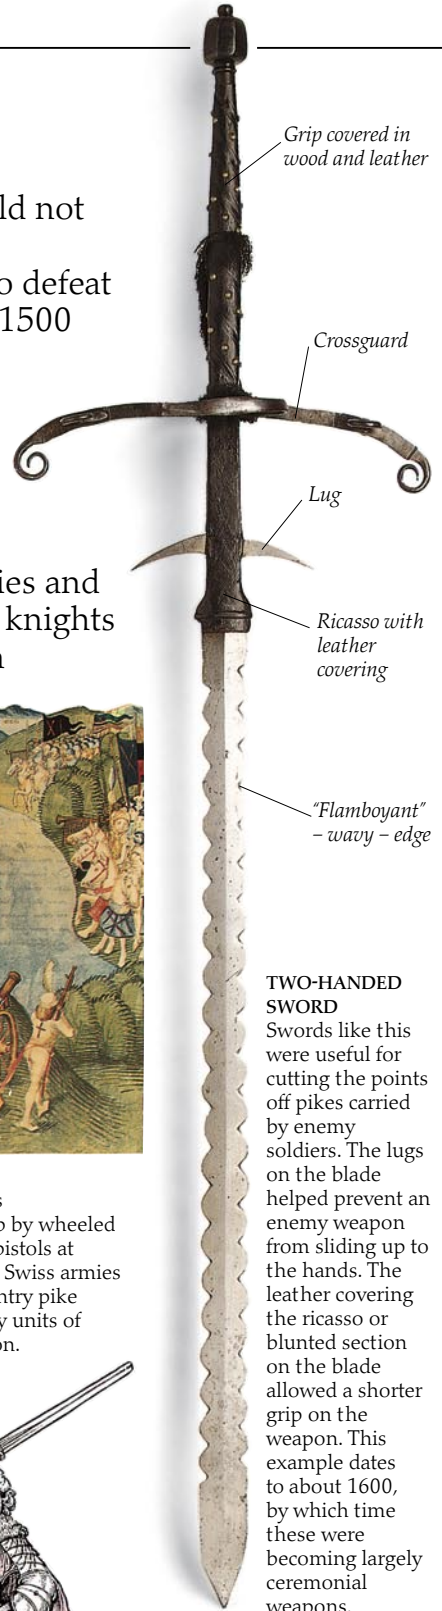 ld not
o defeat
1500
ies and
knights
n
Grip covered in
wood and leather
Crossguard
Lug
Ricasso with
leather
covering
“Flamboyant”
– wavy – edge
s
p by wheeled
pistols at
Swiss armies
ntry pike
y units of
on.
TWO-HANDED
SWORD
Swords like this
were useful for
cutting the points
off pikes carried
by enemy
soldiers. The lugs
on the blade
helped prevent an
enemy weapon
from sliding up to
the hands. The
leather covering
the ricasso or
blunted section
on the blade
allowed a shorter
grip on the
weapon. This
example dates
to about 1600,
by which time
these were
becoming largely
ceremonial
weapons.